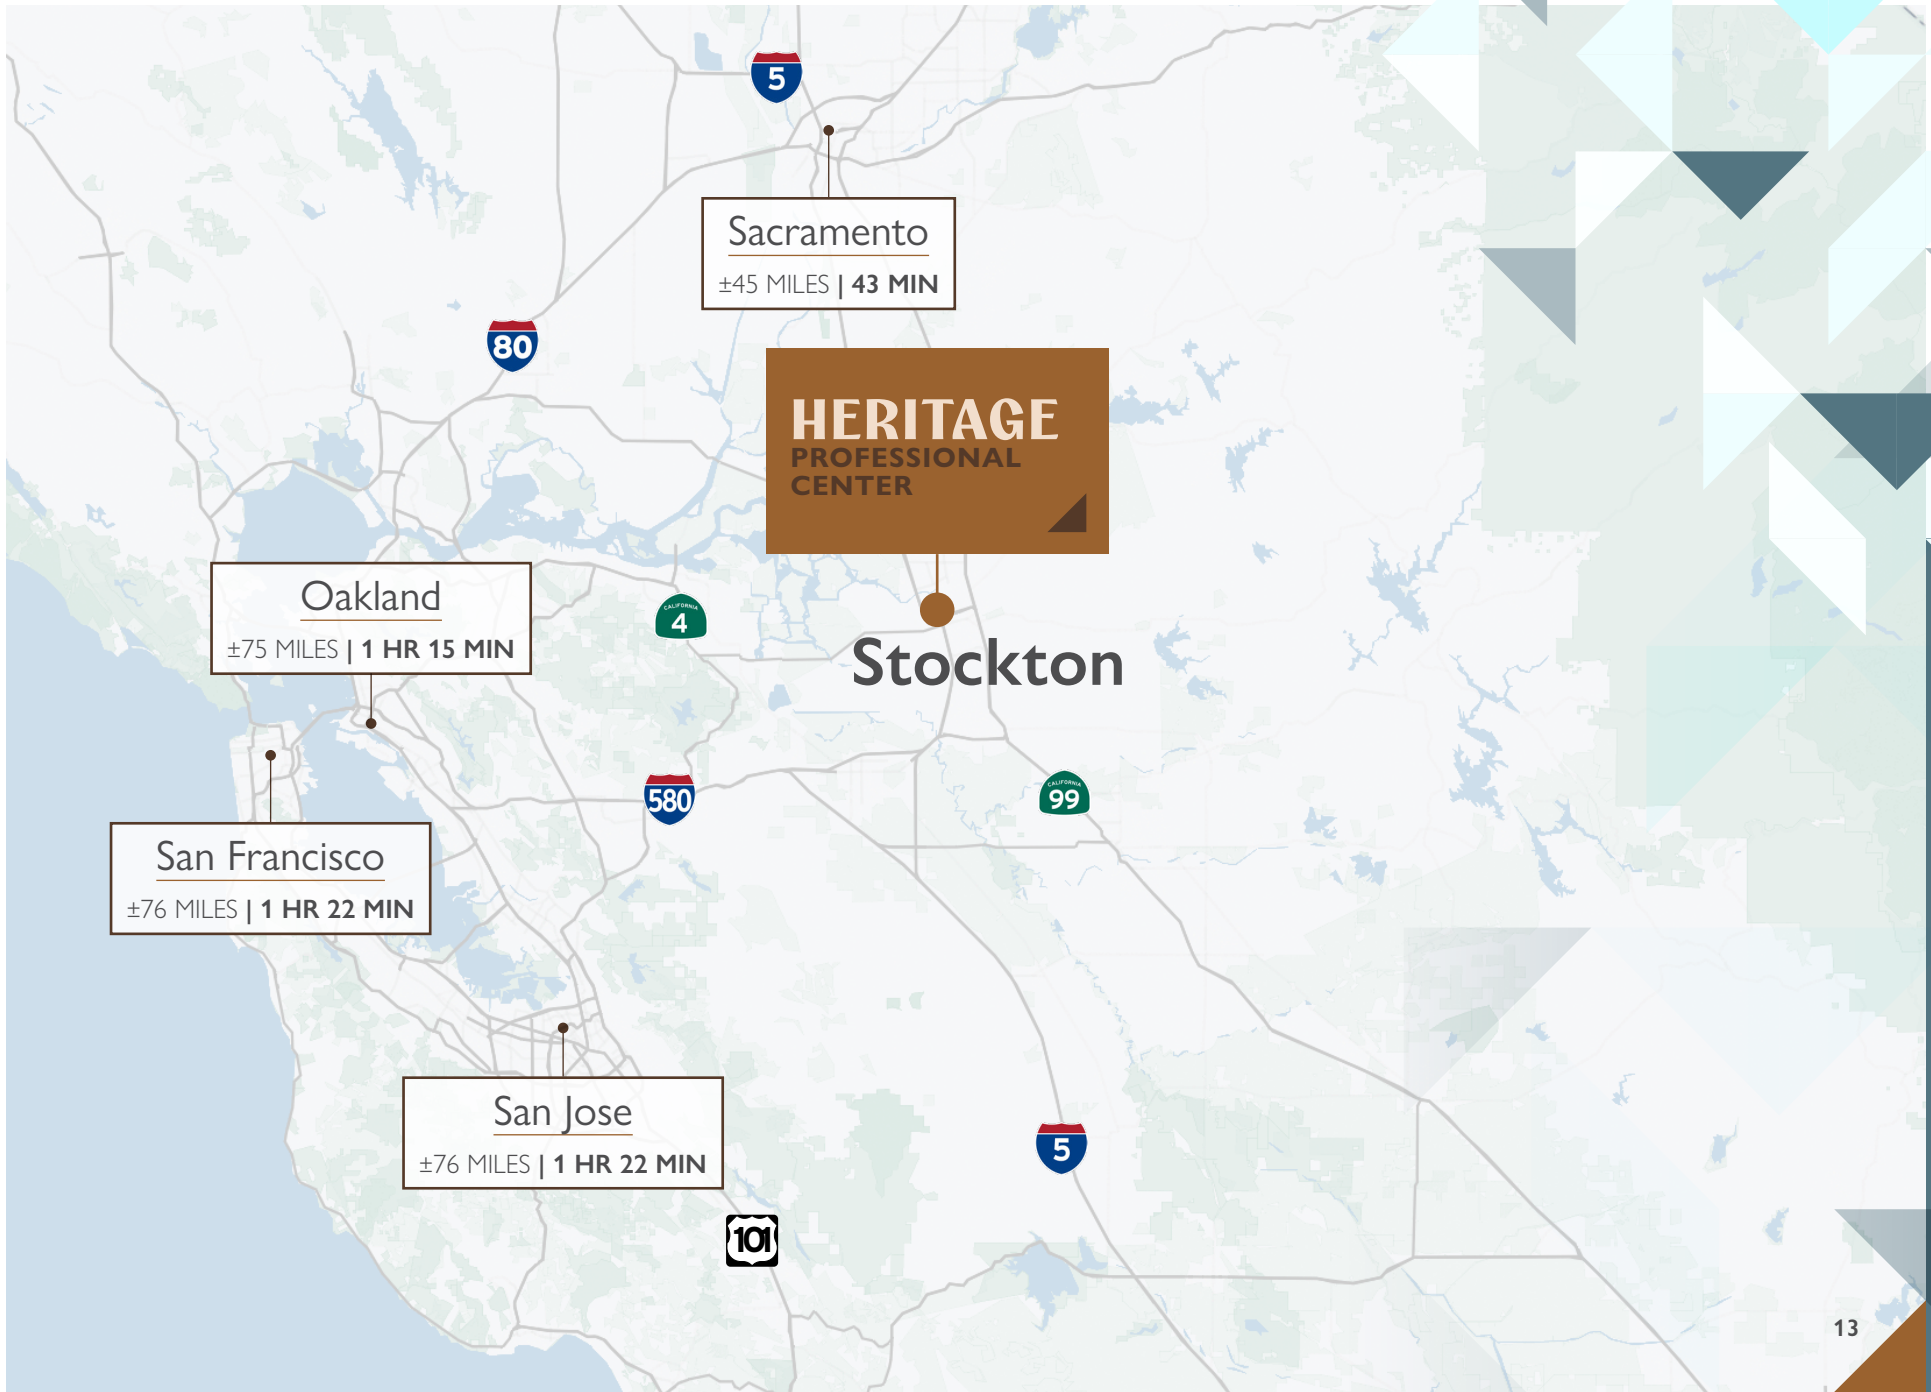 5
Sacramento
±45 MILES | 43 MIN
80
HERITAGE
PROFESSIONAL
CENTER
Oakland
±75 MILES | 1 HR 15 MIN
CALIFORNIA
4
Stockton
580
CALIFORNIA
99
San Francisco
±76 MILES | 1 HR 22 MIN
San Jose
±76 MILES | 1 HR 22 MIN
5
101
13